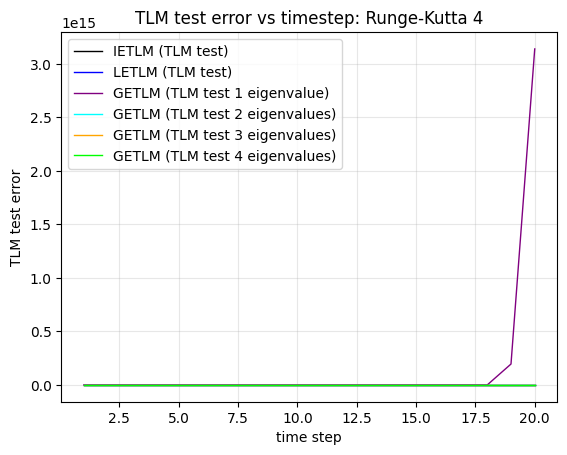 TLM test error vs timestep: Runge-Kutta 4
1e15
IETLM (TLM test)
LETLM (TLM test)
GETLM (TLM test 1 eigenvalue)
GETLM (TLM test 2 eigenvalues)
GETLM (TLM test 3 eigenvalues)
GETLM (TLM test 4 eigenvalues)
3.0
2.5
2.0
1.5
1.0
0.5
0.0
TLM test error
2.5 5.0 7.5 10.0 12.5 15.0 17.5 20.0
time step